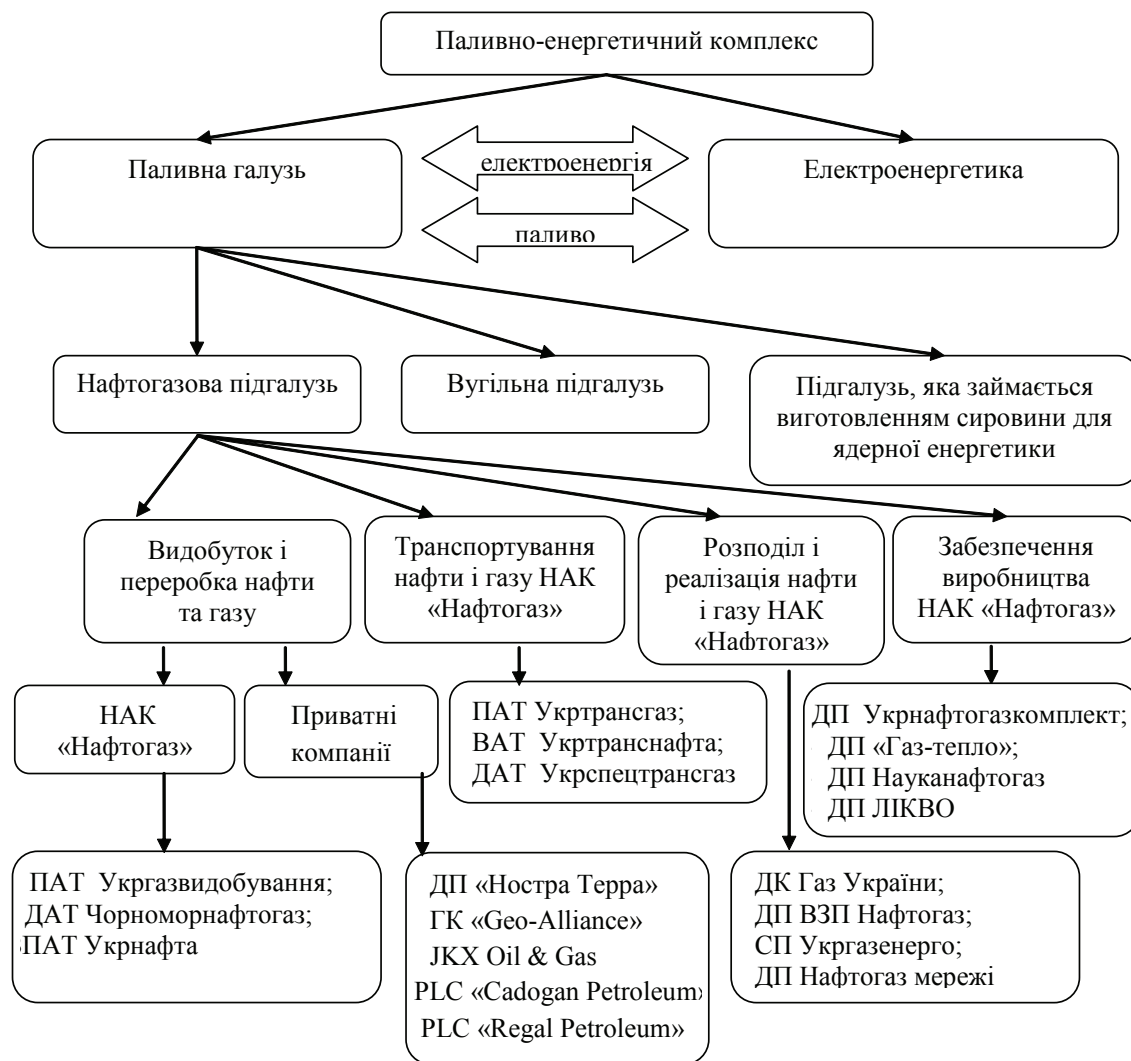 Паливно-енергетичний комплекс
Паливна галузь
електроенергія
паливо
Електроенергетика
Нафтогазова підгалузь
Вугільна підгалузь
Підгалузь, яка займається
виготовленням сировини для
ядерної енергетики
Видобуток і
переробка нафти
та газу
Транспортування
нафти і газу НАК
«Нафтогаз»
Розподіл і
реалізація нафти
і газу НАК
«Нафтогаз»
Забезпечення
виробництва
НАК «Нафтогаз»
НАК
«Нафтогаз»
Приватні
компанії
ПАТ Укртрансгаз;
ВАТ Укртранснафта;
ДАТ Укрспецтрансгаз
ДП Укрнафтогазкомплект;
ДП «Газ-тепло»;
ДП Науканафтогаз
ДП ЛІКВО
ПАТ Укргазвидобування;
ДАТ Чорноморнафтогаз;
ПАТ Укрнафта
ДП «Ностра Терра»
ГК «Geo-Alliance»
JKX Oil & Gas
PLC «Cadogan Petroleum»
PLC «Regal Petroleum»
ДК Газ України;
ДП ВЗП Нафтогаз;
СП Укргазенерго;
ДП Нафтогаз мережі